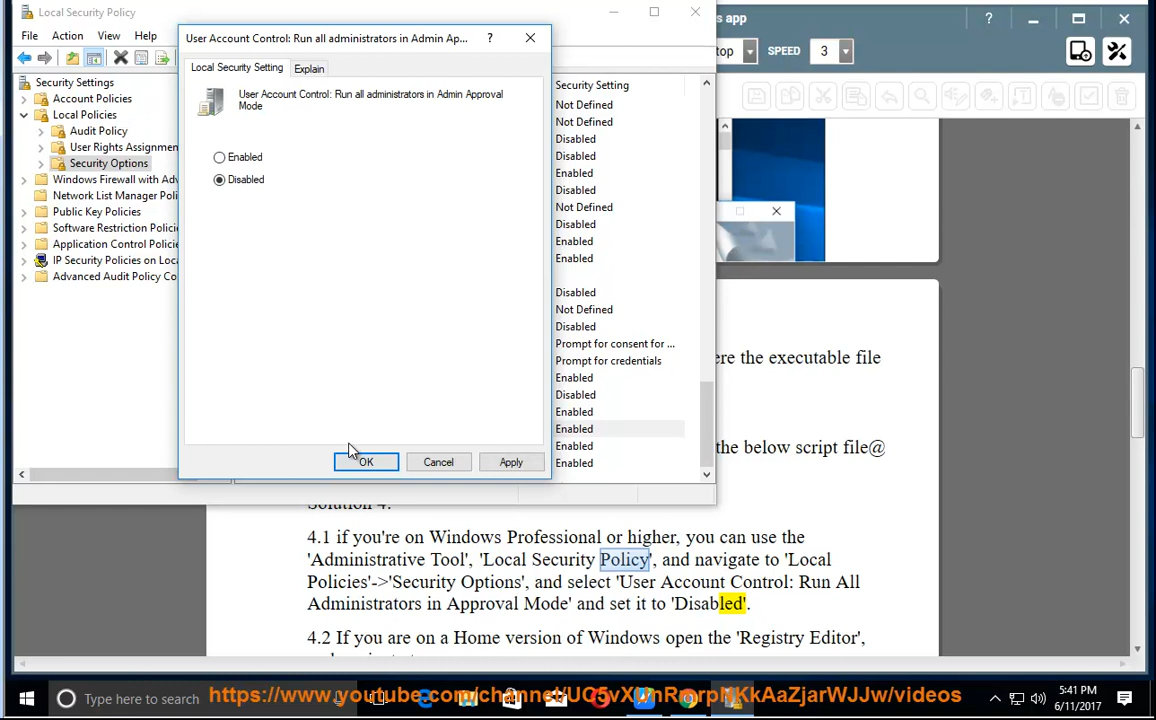 Local Security Policy
File Action View Help
Security Settings
Account Policies
Local Policies
Audit Policy
User Rights Assignmen
Security Options
Windows Firewall with Adv
Network List Manager Poli
Public Key Policies
Software Restriction Policie
Application Control Policie
IP Security Policies on Loca
Advanced Audit Policy Co
User Account Control: Run all administrators in Admin Ap...
?
Local Security Setting Explain
User Account Control: Run all administrators in Admin Approval
Mode
Enabled
Disabled
OK Cancel Apply
Security Setting
Not Defined
Not Defined
Disabled
Disabled
Enabled
Disabled
Not Defined
Disabled
Enabled
Enabled
Disabled
Not Defined
Disabled
Prompt for consent for ...
Prompt for credentials
Enabled
Disabled
Enabled
Enabled
Enabled
Enabled
s app
?
top SPEED 3
ere the executable file
the below script file@
Solution 4:
4.1 if you're on Windows Professional or higher, you can use the
'Administrative Tool', 'Local Security Policy', and navigate to 'Local
Policies'->'Security Options', and select 'User Account Control: Run All
Administrators in Approval Mode' and set it to 'Disabled'.
4.2 If you are on a Home version of Windows open the 'Registry Editor',
Type here to search
5:41 PM
6/11/2017